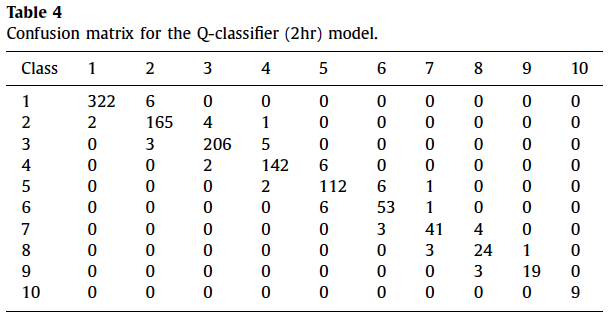 Table 4
Confusion matrix for the Q-classifier (2hr) model.
Class 1 2 3 4 5 6 7 8 9 10
1 322 6 0 0 0 0 0 0 0 0
2 2 165 4 1 0 0 0 0 0 0
3 0 3 206 5 0 0 0 0 0 0
4 0 0 2 142 6 0 0 0 0 0
5 0 0 0 2 112 6 1 0 0 0
6 0 0 0 0 6 53 1 0 0 0
7 0 0 0 0 0 3 41 4 0 0
8 0 0 0 0 0 0 3 24 1 0
9 0 0 0 0 0 0 0 3 19 0
10 0 0 0 0 0 0 0 0 0 9